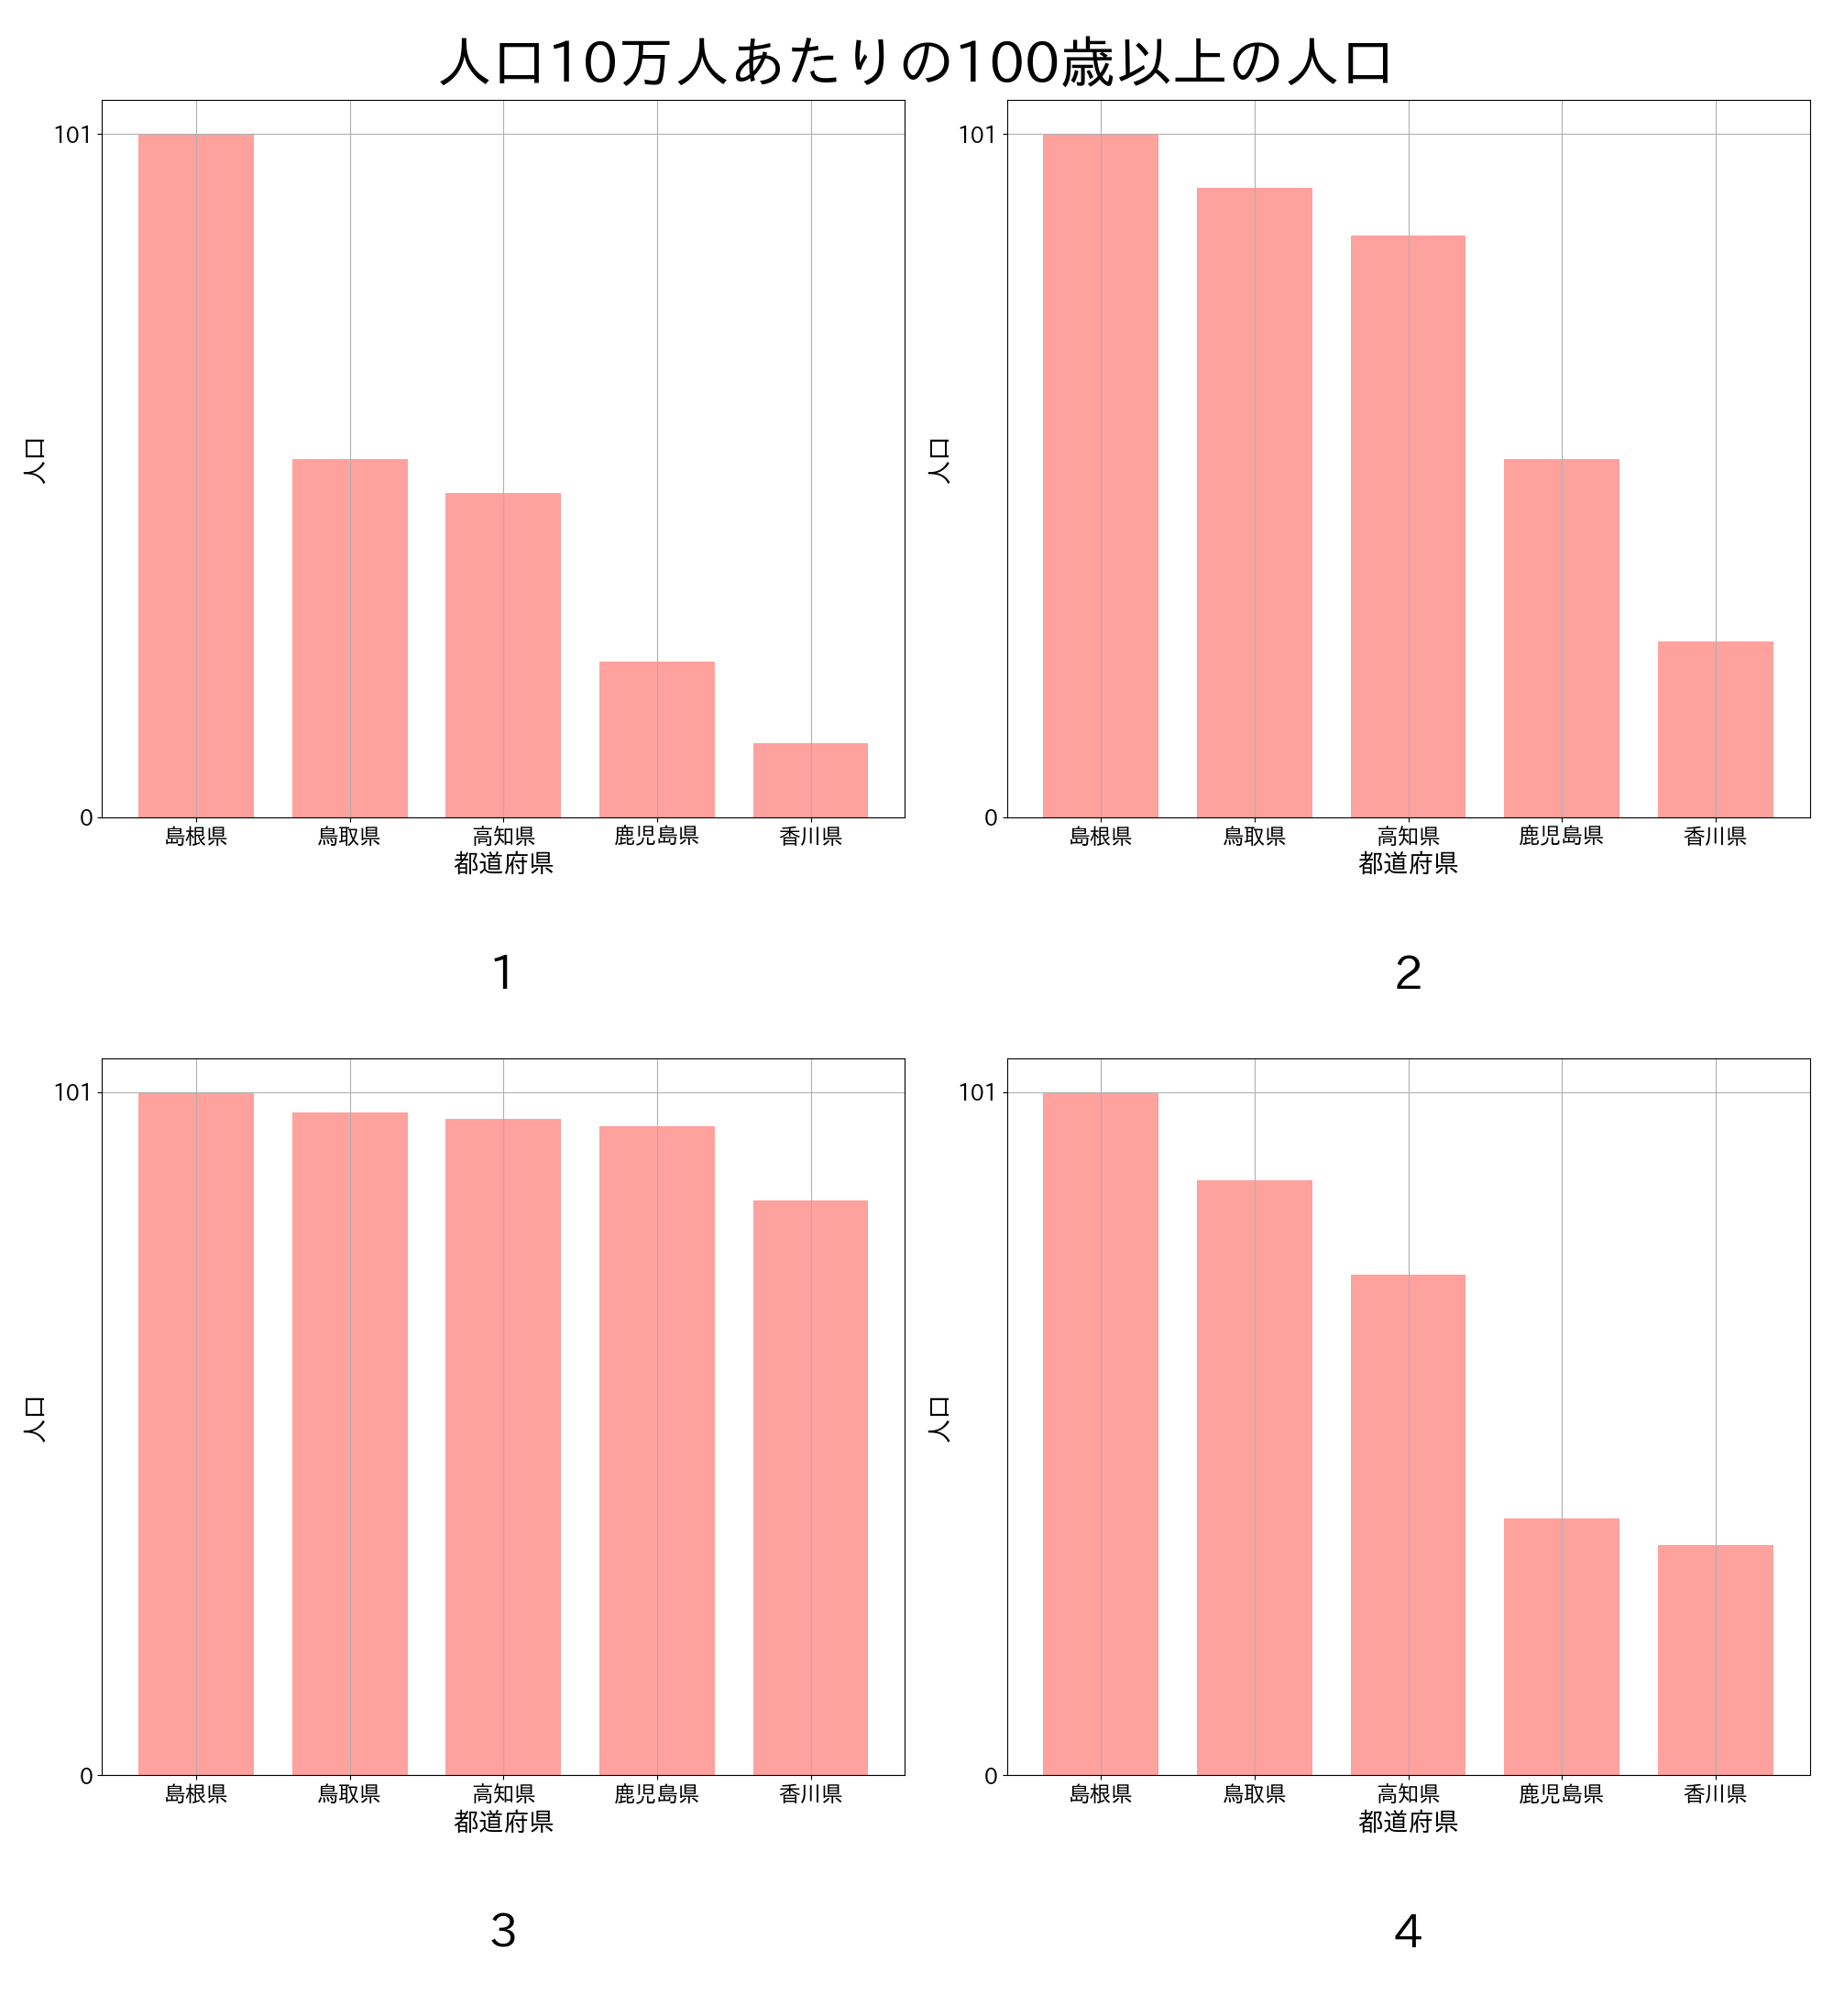 人口10万人あたりの100歳以上の人口
101
0
人口
島根県 鳥取県 高知県 鹿児島県 香川県
都道府県
1
101
0
人口
島根県 鳥取県 高知県 鹿児島県 香川県
都道府県
2
101
0
人口
島根県 鳥取県 高知県 鹿児島県 香川県
都道府県
3
101
0
人口
島根県 鳥取県 高知県 鹿児島県 香川県
都道府県
4